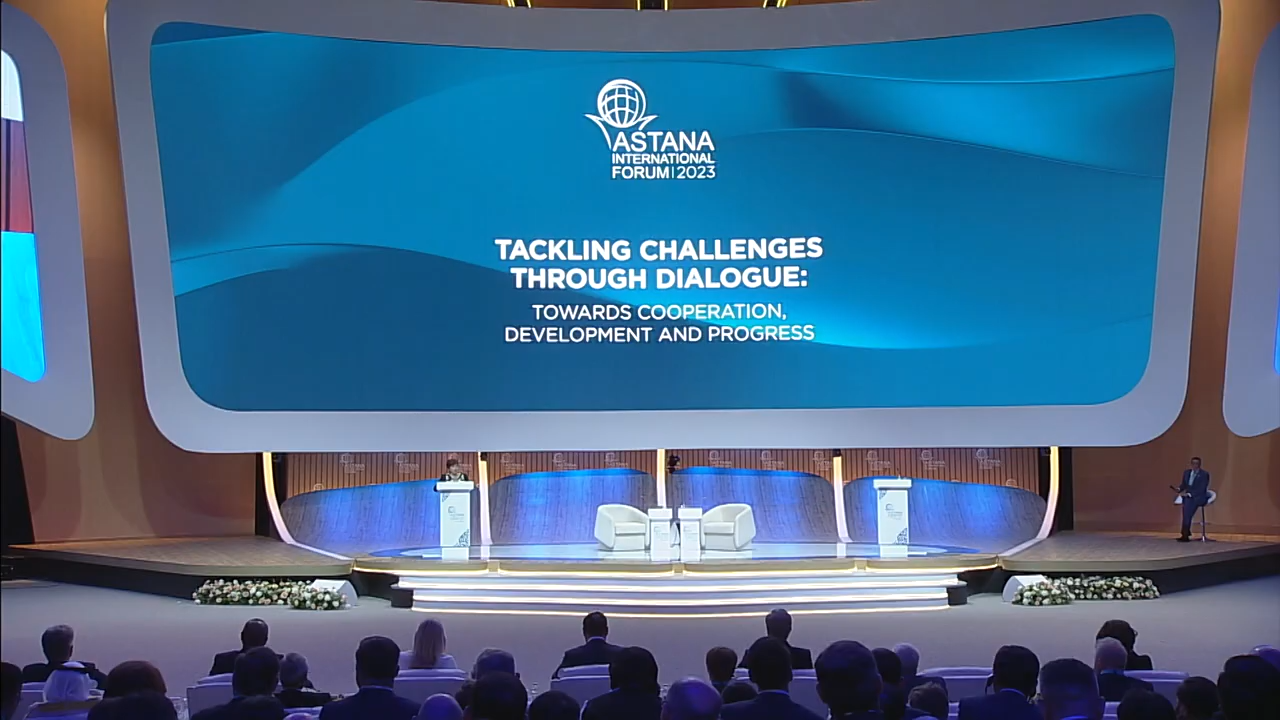 ASTANA
INTERNATIONAL
FORUM | 2023
TACKLING CHALLENGES
THROUGH DIALOGUE:
TOWARDS COOPERATION,
DEVELOPMENT AND PROGRESS